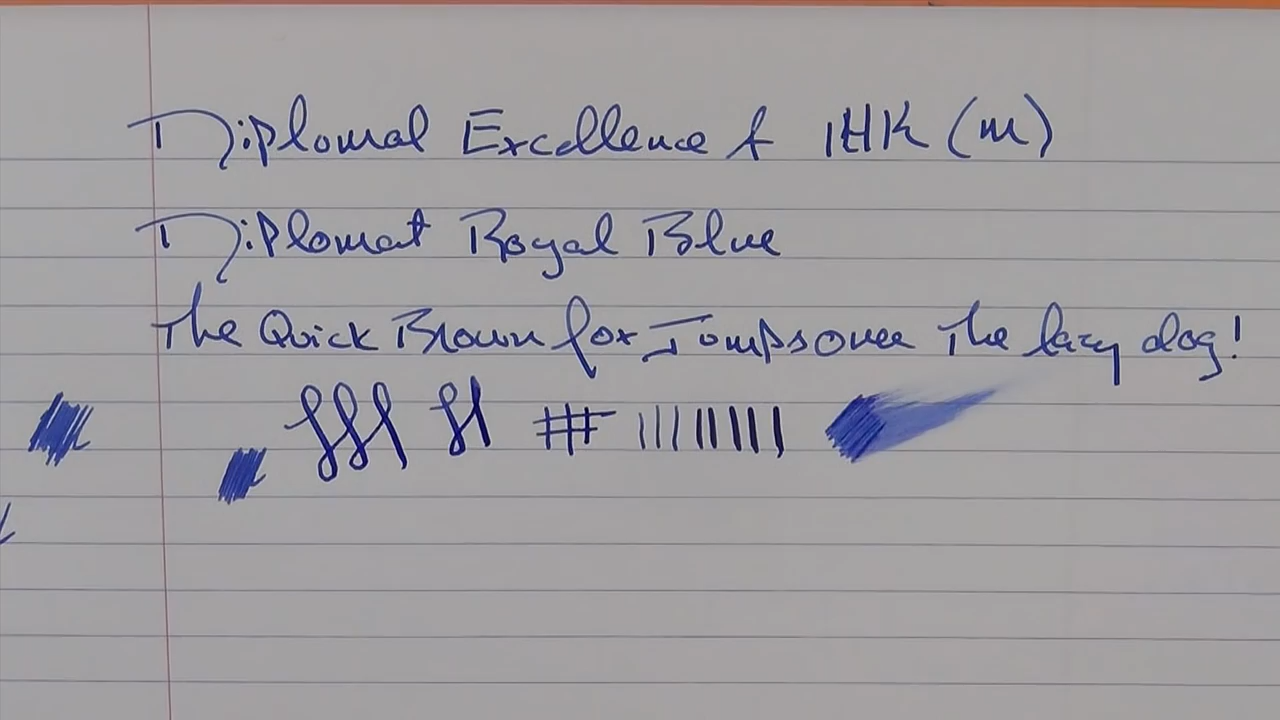 Diplomat Excellence A 14K (M)
Diplomat Royal Blue
The Quick Brown fox Jumps over The lazy dog!